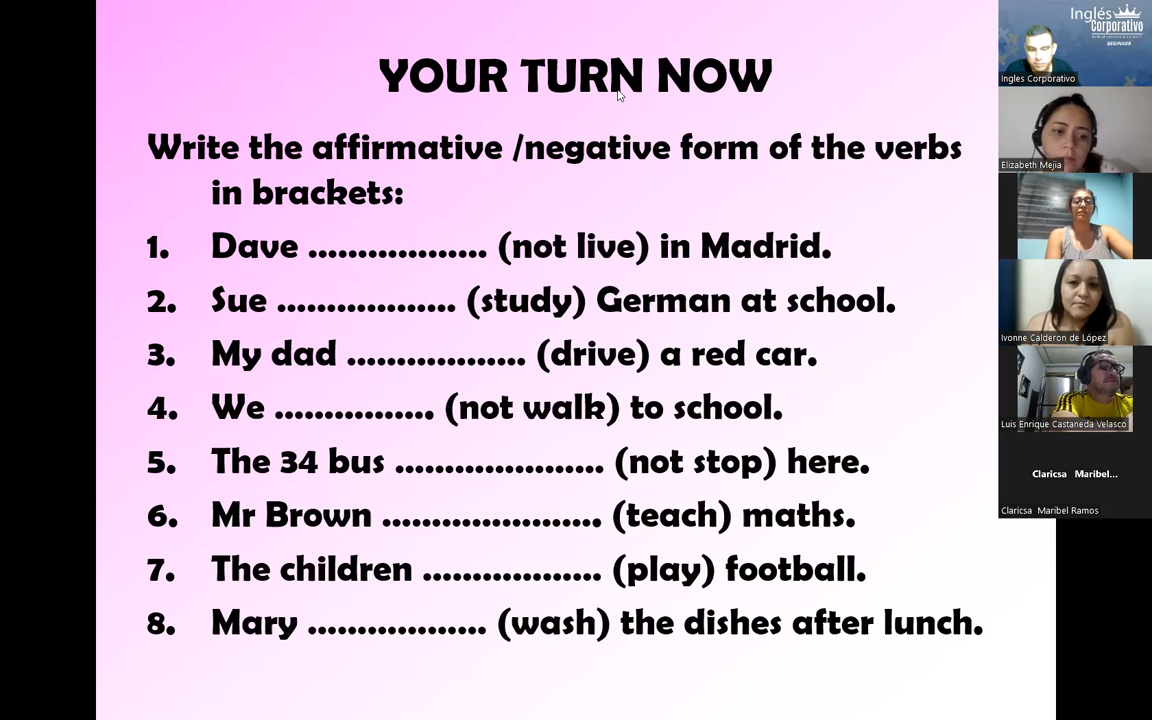 YOUR TURN NOW
Write the affirmative /negative form of the verbs
in brackets:
1. Dave .................. (not live) in Madrid.
2. Sue .................. (study) German at school.
3. My dad .................. (drive) a red car.
4. We ................ (not walk) to school.
5. The 34 bus ..................... (not stop) here.
6. Mr Brown ...................... (teach) maths.
7. The children .................. (play) football.
8. Mary .................. (wash) the dishes after lunch.
Inglés
Corporativo
BEGINNER
Ingles Corporativo
Elizabeth Mejia
Ivonne Calderon de López
Luis Enrique Castaneda Velasco
Claricsa Maribel...
Claricsa Maribel Ramos